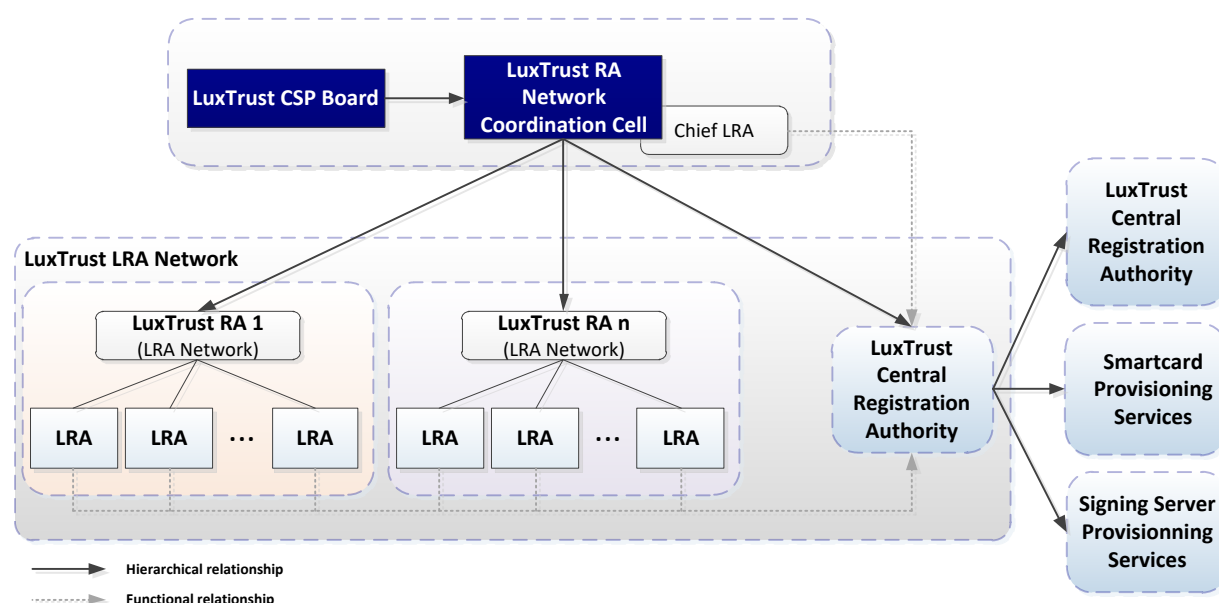 LuxTrust CSP Board
LuxTrust RA
Network
Coordination Cell
Chief LRA
LuxTrust
Central
Registration
Authority
LuxTrust LRA Network
LuxTrust RA 1
(LRA Network)
LuxTrust RA n
(LRA Network)
LuxTrust
Central
Registration
Authority
Smartcard
Provisioning
Services
LRA
LRA
...
LRA
LRA
LRA
...
LRA
Signing Server
Provisionning
Services
Hierarchical relationship
Functional relationship